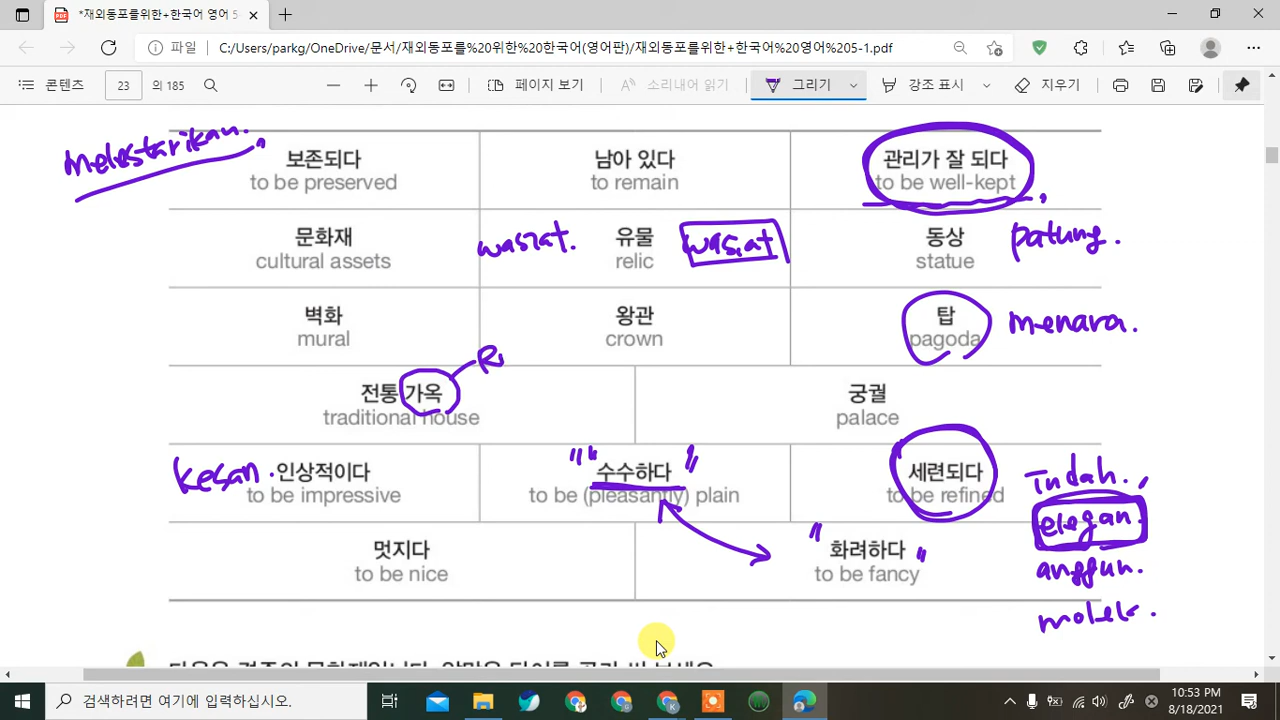 *재외동포를위한+한국어 영어 5
파일 C:/Users/parkg/OneDrive/문서/재외동포를%20위한%20한국어(영어판)/재외동포를위한+한국어%20영어%205-1.pdf
콘텐츠 23 의 185 페이지 보기 소리내어 읽기 그리기 강조 표시 지우기
melestarikan.
보존되다 남아 있다 관리가 잘 되다
to be preserved to remain to be well-kept
문화재 wasiat. 유물 wasiat 동상 patung.
cultural assets relic statue
벽화 왕관 탑 menara.
mural crown pagoda
전통 가옥 궁궐
traditional house palace
kesan. 인상적이다 "수수하다" 세련되다 Indah.,
to be impressive to be (pleasantly) plain to be refined elegan.
멋지다 "화려하다" anggun.
to be nice to be fancy molek.
검색하려면 여기에 입력하십시오.
10:53 PM
8/18/2021